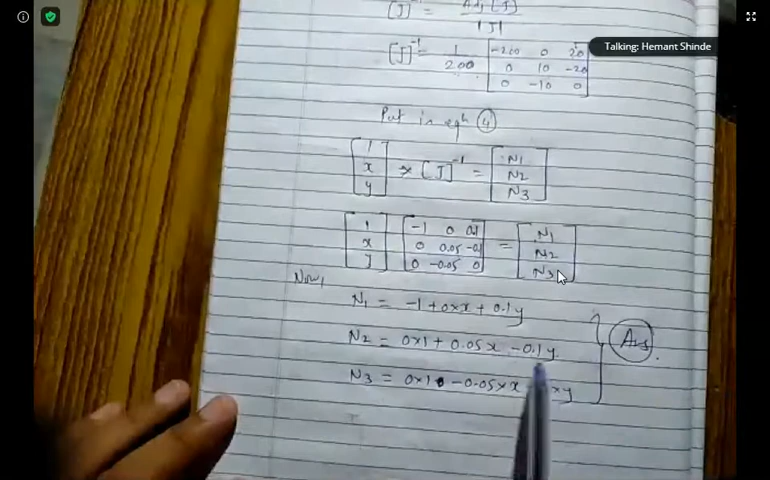 [J]⁻¹ = Adj [J]
|J|
Talking: Hemant Shinde
[J]⁻¹ = 1/200 [-200 0 20
0 10 -20
0 -10 0]
Put in eqn (4)
[1
x
y] × [J]⁻¹ = [N1
N2
N3]
[1
x
y] [-1 0 0.1
0 0.05 -0.1
0 -0.05 0] = [N1
N2
N3]
Now,
N1 = -1 + 0×x + 0.1y
N2 = 0×1 + 0.05x - 0.1y
N3 = 0×1 - 0.05×x ×y
Ans.